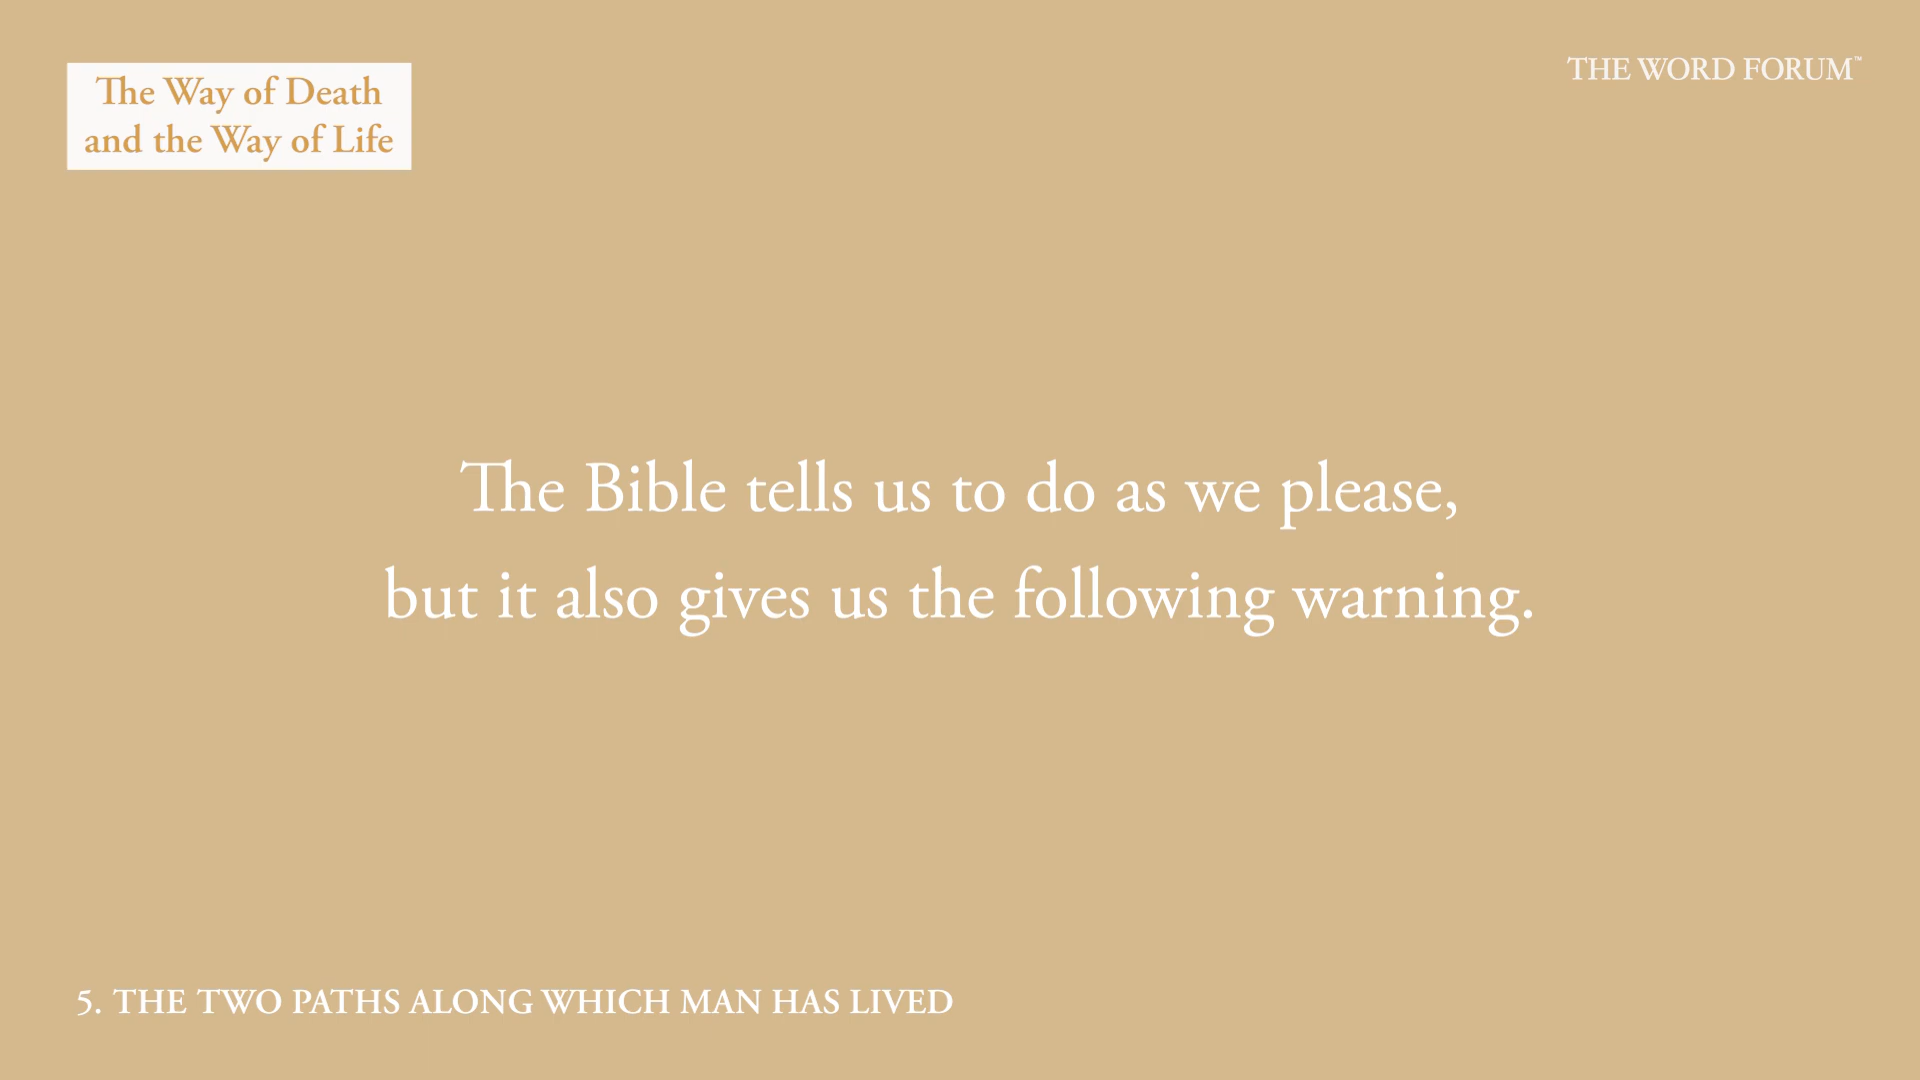 The Way of Death
and the Way of Life
THE WORD FORUM™
The Bible tells us to do as we please,
but it also gives us the following warning.
5. THE TWO PATHS ALONG WHICH MAN HAS LIVED